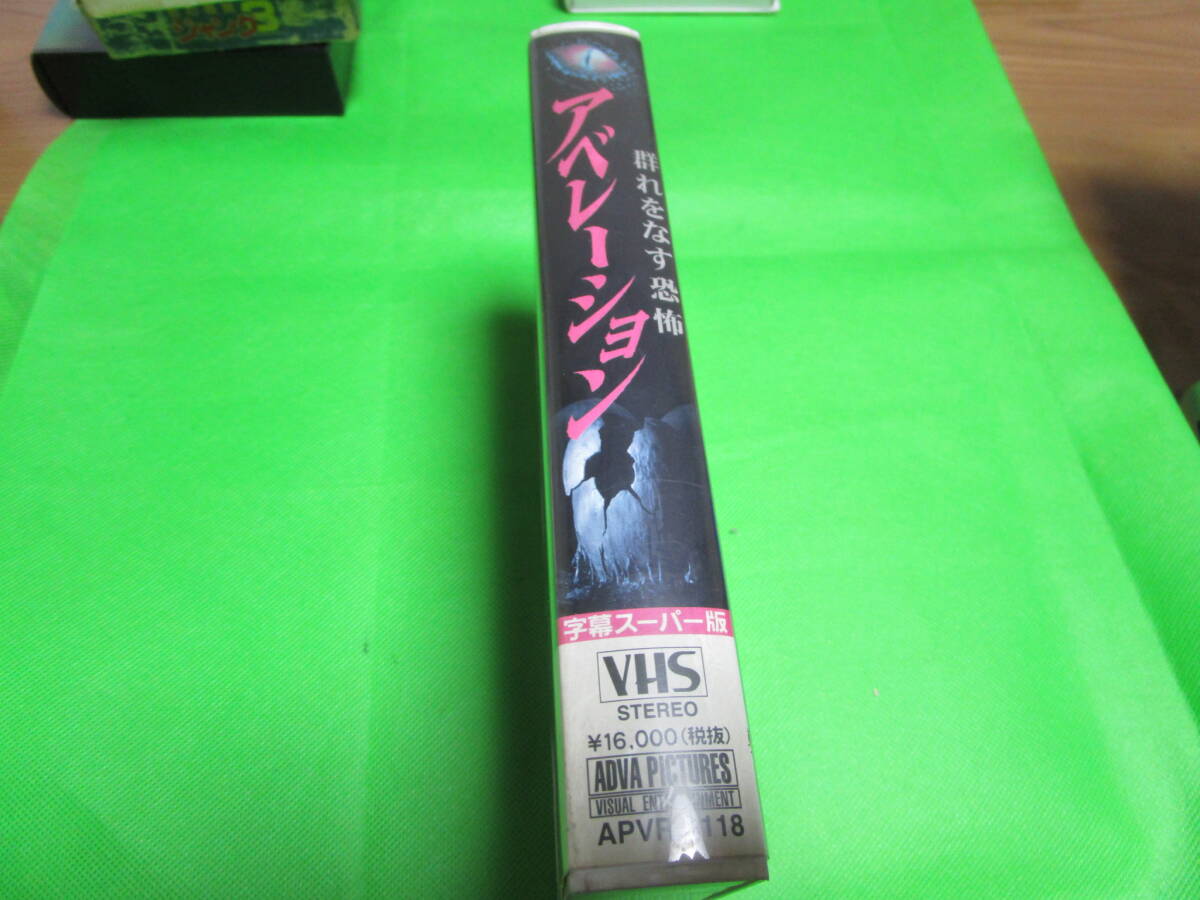 アベレーション
群れをなす恐怖
字幕スーパー版
VHS
STEREO
¥16,000(税抜)
ADVA PICTURES
VISUAL ENTERTAINMENT
118